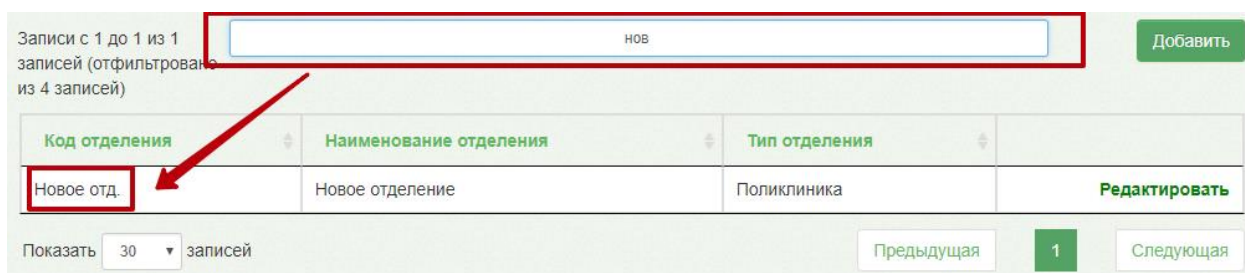 Записи с 1 до 1 из 1
записей (отфильтровано
из 4 записей)
нов
Добавить
Код отделения Наименование отделения Тип отделения
Новое отд. Новое отделение Поликлиника Редактировать
Показать 30 записей Предыдущая 1 Следующая